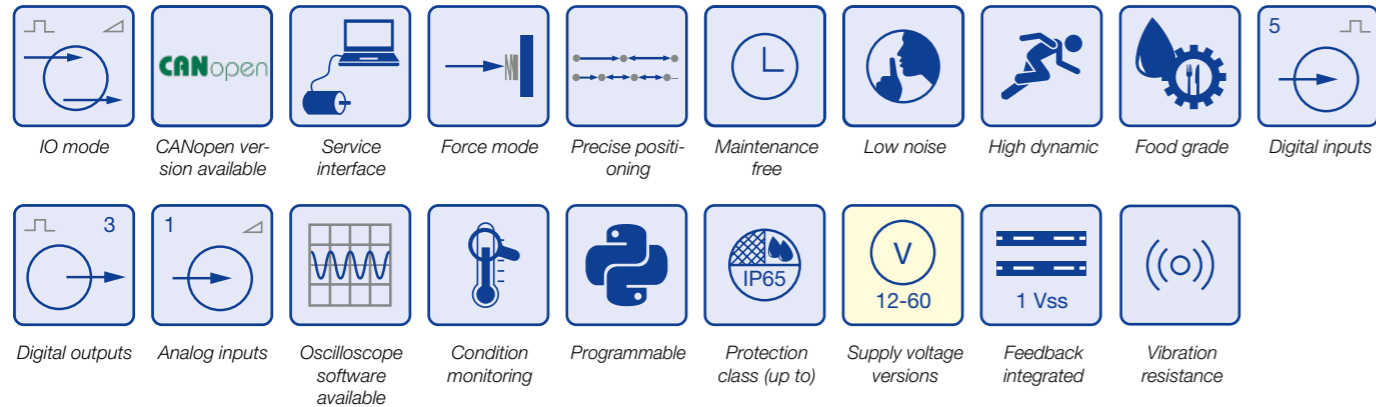 CANopen
5
IO mode
CANopen ver-
sion available
Service
interface
Force mode
Precise positi-
oning
Maintenance
free
Low noise
High dynamic
Food grade
Digital inputs
3
1
IP65
V
12-60
1 Vss
Digital outputs
Analog inputs
Oscilloscope
software
available
Condition
monitoring
Programmable
Protection
class (up to)
Supply voltage
versions
Feedback
integrated
Vibration
resistance